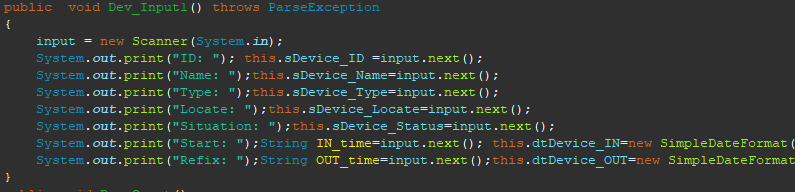 public  void Dev_Input1() throws ParseException
{
    input = new Scanner(System.in);
    System.out.print("ID: "); this.sDevice_ID =input.next();
    System.out.print("Name: ");this.sDevice_Name=input.next();
    System.out.print("Type: ");this.sDevice_Type=input.next();
    System.out.print("Locate: ");this.sDevice_Locate=input.next();
    System.out.print("Situation: ");this.sDevice_Status=input.next();
    System.out.print("Start: ");String IN_time=input.next(); this.dtDevice_IN=new SimpleDateFormat(
    System.out.print("Refix: ");String OUT_time=input.next();this.dtDevice_OUT=new SimpleDateFormat
}